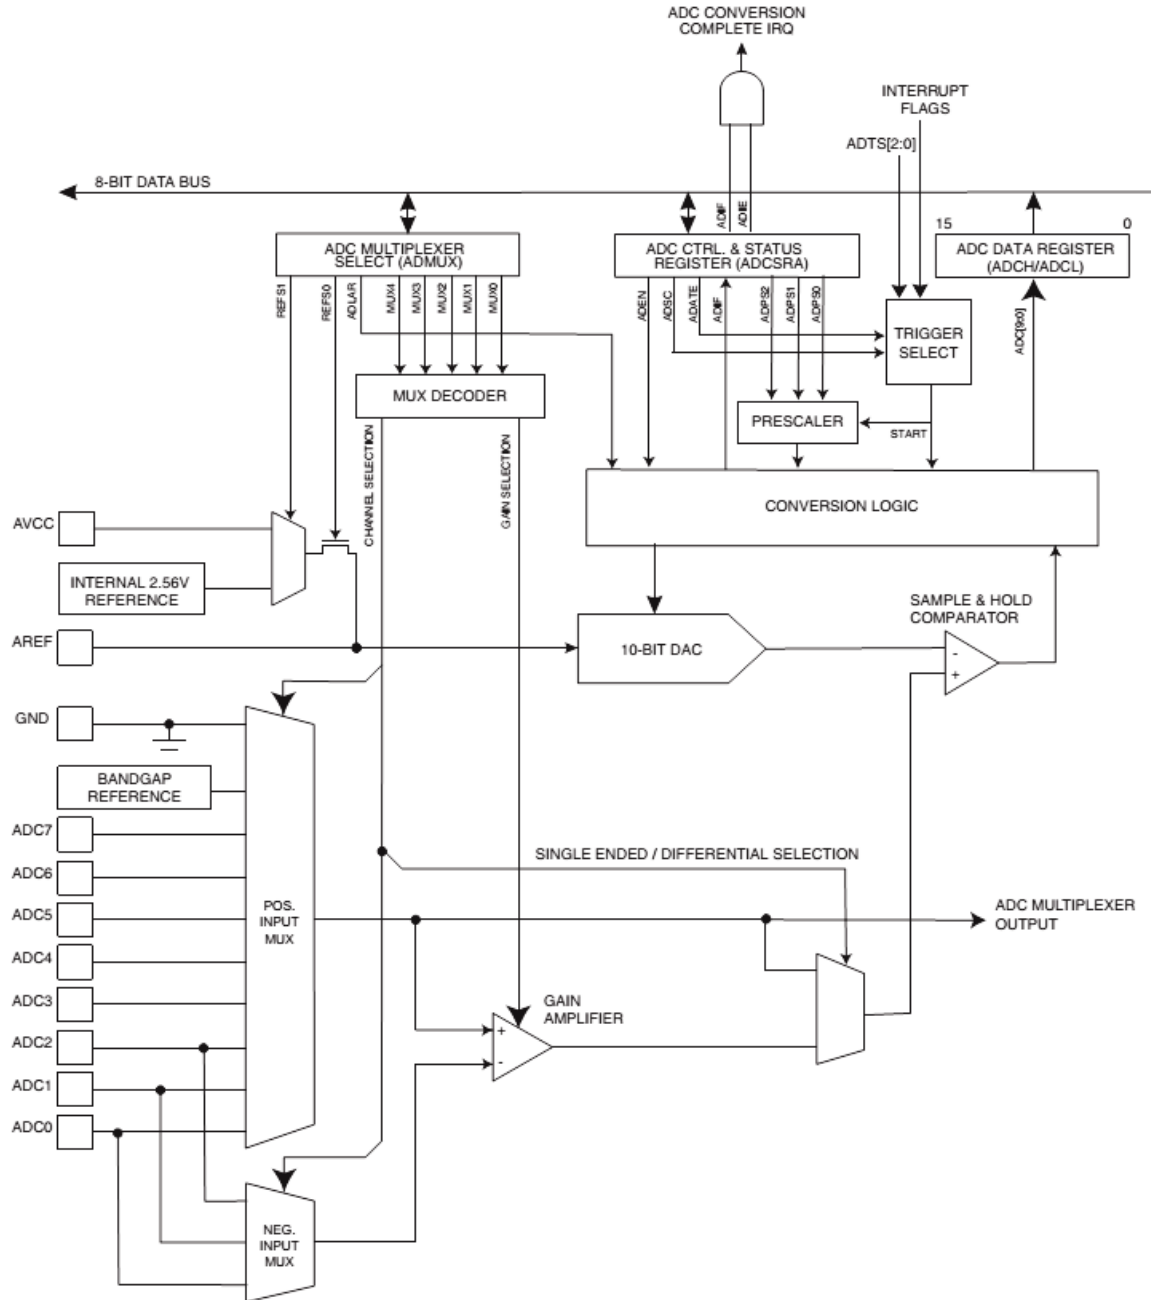 ADC CONVERSION
COMPLETE IRQ
INTERRUPT
FLAGS
ADTS[2:0]
8-BIT DATA BUS
ADIF
ADIE
15
0
ADC MULTIPLEXER
SELECT (ADMUX)
ADC CTRL. & STATUS
REGISTER (ADCSRA)
ADC DATA REGISTER
(ADCH/ADCL)
REFS1
REFS0
ADLAR
MUX4
MUX3
MUX2
MUX1
MUX0
ADEN
ADSC
ADATE
ADIF
ADPS2
ADPS1
ADPS0
ADC[9:0]
TRIGGER
SELECT
MUX DECODER
PRESCALER
START
CHANNEL SELECTION
GAIN SELECTION
CONVERSION LOGIC
AVCC
INTERNAL 2.56V
REFERENCE
SAMPLE & HOLD
COMPARATOR
AREF
10-BIT DAC
-
+
GND
BANDGAP
REFERENCE
ADC7
SINGLE ENDED / DIFFERENTIAL SELECTION
ADC6
ADC5
POS.
INPUT
MUX
ADC MULTIPLEXER
OUTPUT
ADC4
ADC3
GAIN
AMPLIFIER
+
-
ADC2
ADC1
ADC0
NEG.
INPUT
MUX